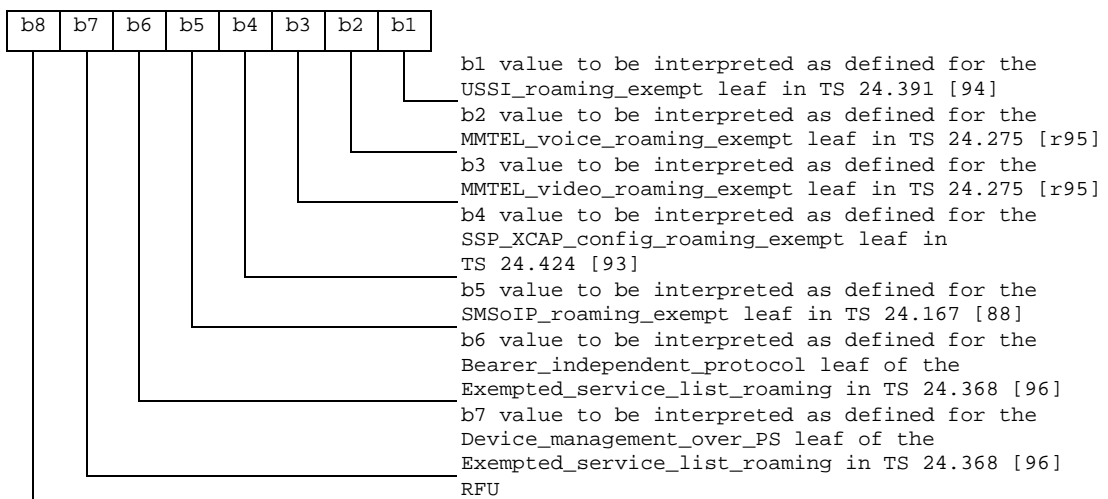 b8 b7 b6 b5 b4 b3 b2 b1
b1 value to be interpreted as defined for the
USSI_roaming_exempt leaf in TS 24.391 [94]
b2 value to be interpreted as defined for the
MMTEL_voice_roaming_exempt leaf in TS 24.275 [r95]
b3 value to be interpreted as defined for the
MMTEL_video_roaming_exempt leaf in TS 24.275 [r95]
b4 value to be interpreted as defined for the
SSP_XCAP_config_roaming_exempt leaf in
TS 24.424 [93]
b5 value to be interpreted as defined for the
SMSoIP_roaming_exempt leaf in TS 24.167 [88]
b6 value to be interpreted as defined for the
Bearer_independent_protocol leaf of the
Exempted_service_list_roaming in TS 24.368 [96]
b7 value to be interpreted as defined for the
Device_management_over_PS leaf of the
Exempted_service_list_roaming in TS 24.368 [96]
RFU